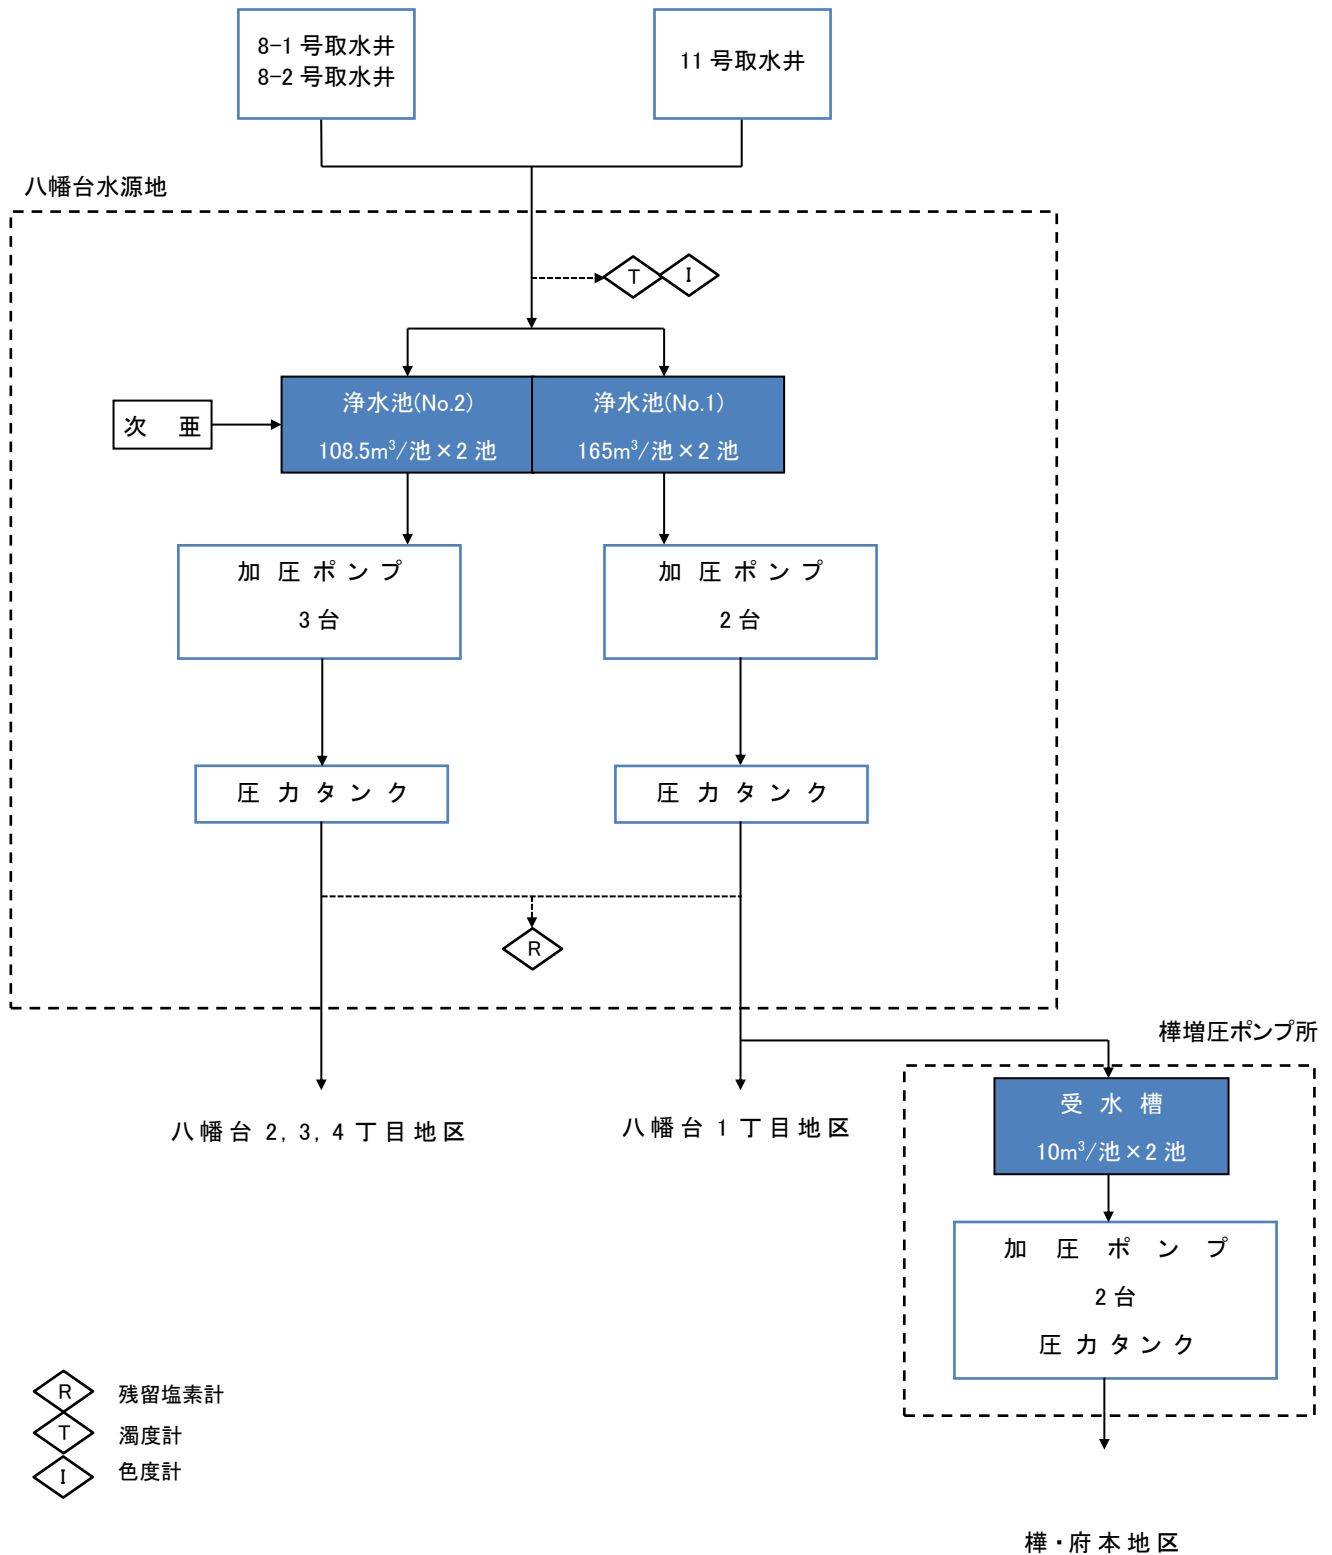 8-1 号取水井
8-2 号取水井
11 号取水井
八幡台水源地
T
I
浄水池(No.2)
108.5m³/池×2 池
浄水池(No.1)
165m³/池×2 池
次 亜
加 圧 ポ ン プ
3 台
加 圧 ポ ン プ
2 台
圧 力 タ ン ク
圧 力 タ ン ク
R
樺増圧ポンプ所
八 幡 台 2, 3, 4 丁 目 地 区
八 幡 台 1 丁 目 地 区
受 水 槽
10m³/池×2 池
加 圧 ポ ン プ
2 台
圧 力 タ ン ク
R 残留塩素計
T 濁度計
I 色度計
樺・府 本 地 区